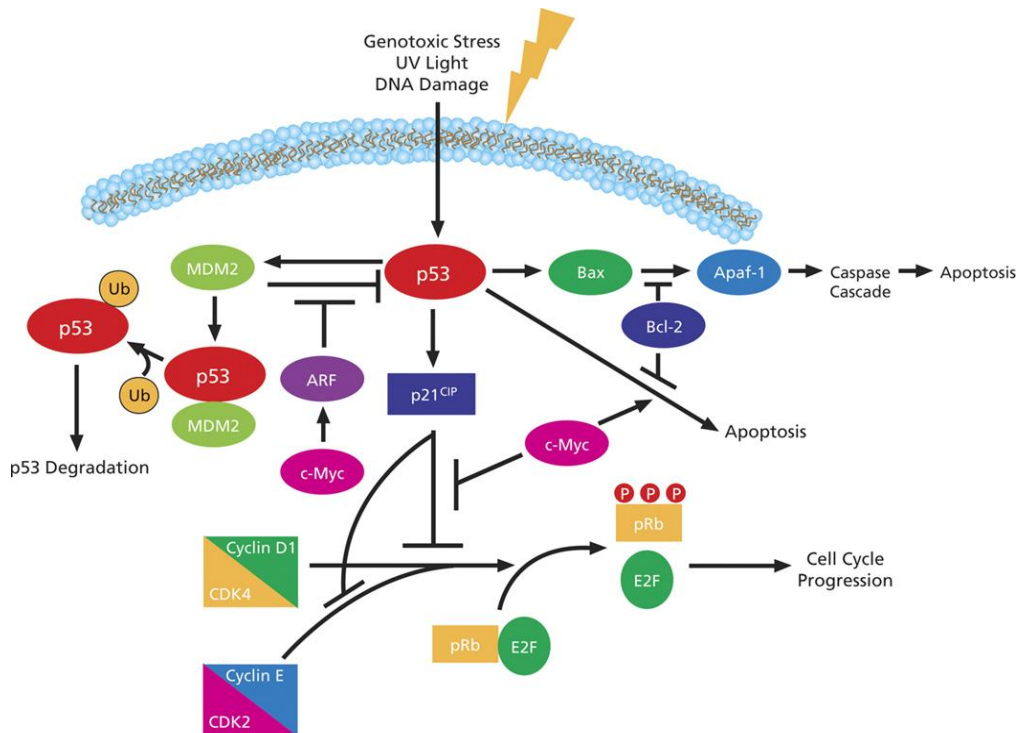 Genotoxic Stress
UV Light
DNA Damage
MDM2
p53
Bax
Apaf-1
Caspase
Cascade
Apoptosis
Ub
p53
Bcl-2
p53
Ub
ARF
p21CIP
MDM2
Apoptosis
c-Myc
c-Myc
p53 Degradation
P P P
pRb
Cyclin D1
CDK4
E2F
Cell Cycle
Progression
pRb
E2F
Cyclin E
CDK2